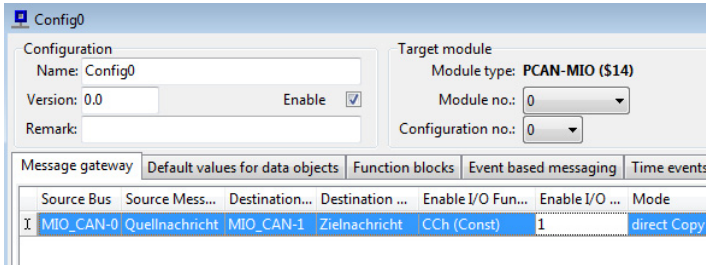 Config0
Configuration
Name: Config0
Version: 0.0 Enable
Remark:
Target module
Module type: PCAN-MIO ($14)
Module no.: 0
Configuration no.: 0
Message gateway Default values for data objects Function blocks Event based messaging Time events
Source Bus Source Mess... Destination... Destination ... Enable I/O Fun... Enable I/O ... Mode
MIO_CAN-0 Quellnachricht MIO_CAN-1 Zielnachricht CCh (Const) 1 direct Copy